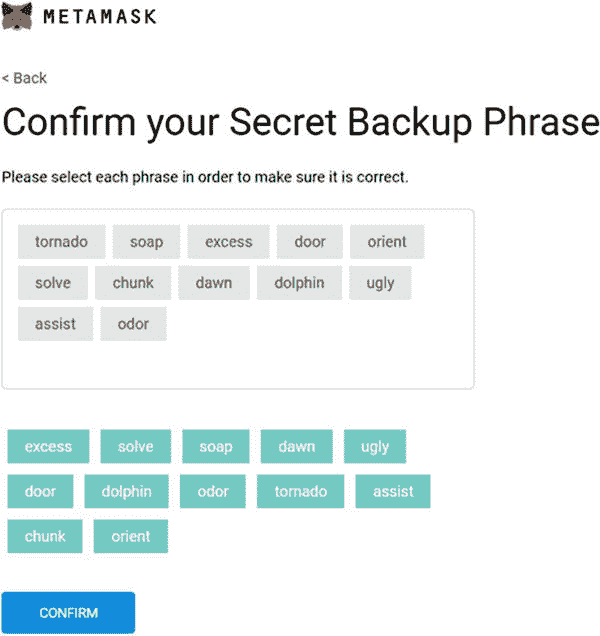 METAMASK
< Back
Confirm your Secret Backup Phrase
Please select each phrase in order to make sure it is correct.
tornado soap excess door orient
solve chunk dawn dolphin ugly
assist odor
excess solve soap dawn ugly
door dolphin odor tornado assist
chunk orient
CONFIRM